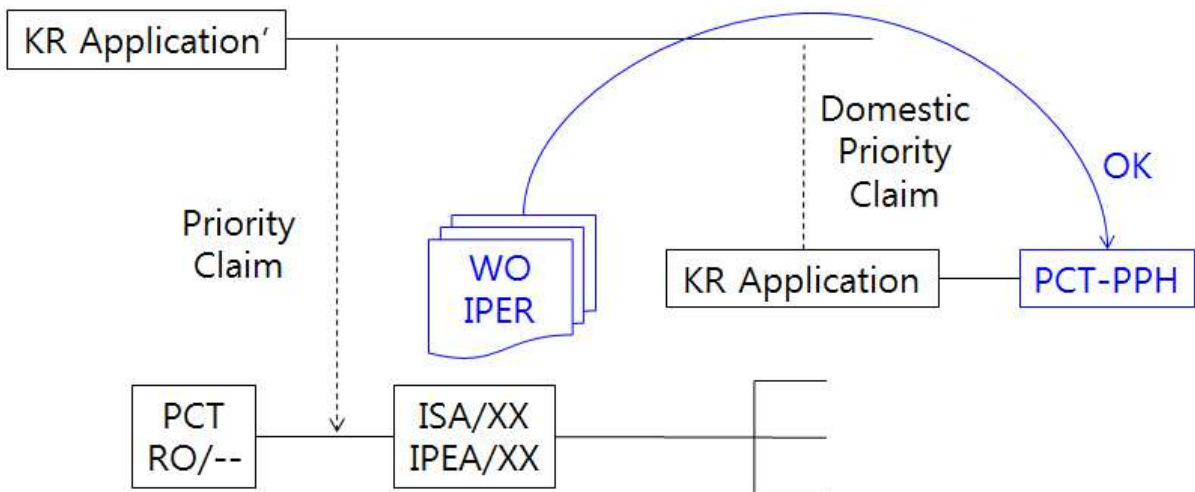 KR Application′
Priority
Claim
WO
IPER
Domestic
Priority
Claim
OK
KR Application
PCT-PPH
PCT
RO/--
ISA/XX
IPEA/XX